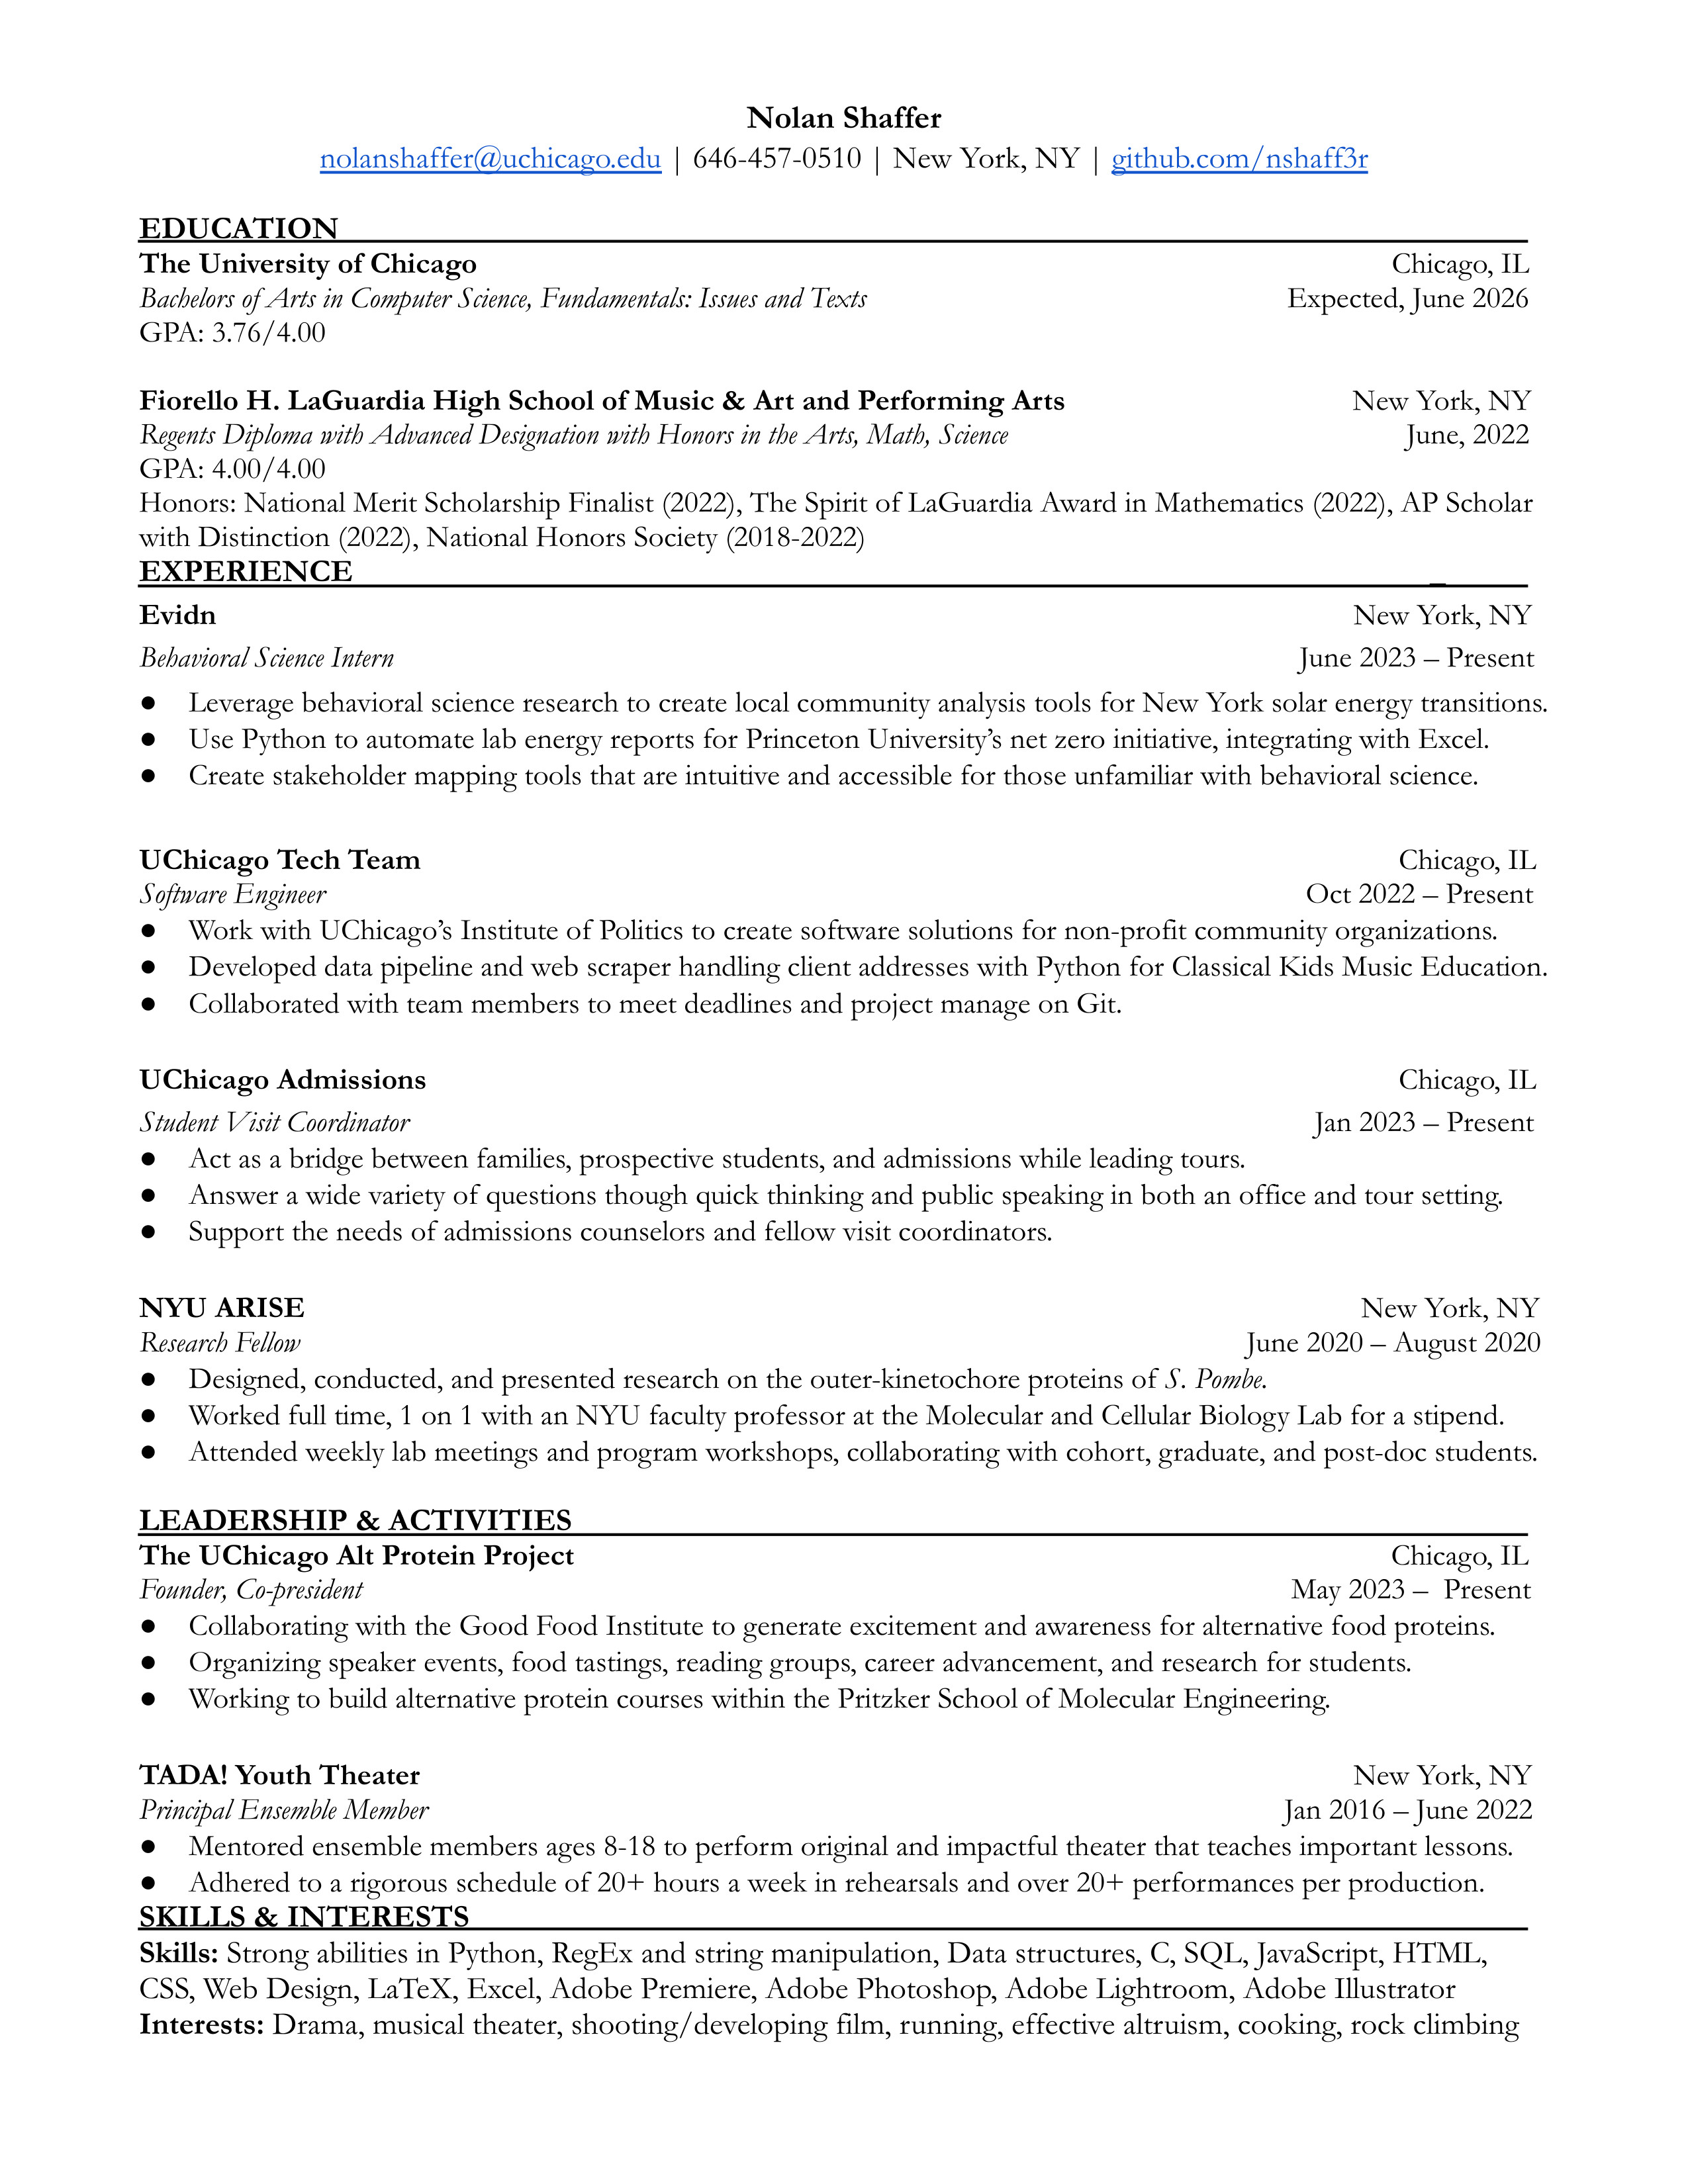 Nolan Shaffer
nolanshaffer@uchicago.edu | 646-457-0510 | New York, NY | github.com/nshaff3r
EDUCATION
The University of Chicago Chicago, IL
Bachelors of Arts in Computer Science, Fundamentals: Issues and Texts Expected, June 2026
GPA: 3.76/4.00
Fiorello H. LaGuardia High School of Music & Art and Performing Arts New York, NY
Regents Diploma with Advanced Designation with Honors in the Arts, Math, Science June, 2022
GPA: 4.00/4.00
Honors: National Merit Scholarship Finalist (2022), The Spirit of LaGuardia Award in Mathematics (2022), AP Scholar
with Distinction (2022), National Honors Society (2018-2022)
EXPERIENCE
Evidn New York, NY
Behavioral Science Intern June 2023 – Present
● Leverage behavioral science research to create local community analysis tools for New York solar energy transitions.
● Use Python to automate lab energy reports for Princeton University’s net zero initiative, integrating with Excel.
● Create stakeholder mapping tools that are intuitive and accessible for those unfamiliar with behavioral science.
UChicago Tech Team Chicago, IL
Software Engineer Oct 2022 – Present
● Work with UChicago’s Institute of Politics to create software solutions for non-profit community organizations.
● Developed data pipeline and web scraper handling client addresses with Python for Classical Kids Music Education.
● Collaborated with team members to meet deadlines and project manage on Git.
UChicago Admissions Chicago, IL
Student Visit Coordinator Jan 2023 – Present
● Act as a bridge between families, prospective students, and admissions while leading tours.
● Answer a wide variety of questions though quick thinking and public speaking in both an office and tour setting.
● Support the needs of admissions counselors and fellow visit coordinators.
NYU ARISE New York, NY
Research Fellow June 2020 – August 2020
● Designed, conducted, and presented research on the outer-kinetochore proteins of S. Pombe.
● Worked full time, 1 on 1 with an NYU faculty professor at the Molecular and Cellular Biology Lab for a stipend.
● Attended weekly lab meetings and program workshops, collaborating with cohort, graduate, and post-doc students.
LEADERSHIP & ACTIVITIES
The UChicago Alt Protein Project Chicago, IL
Founder, Co-president May 2023 – Present
● Collaborating with the Good Food Institute to generate excitement and awareness for alternative food proteins.
● Organizing speaker events, food tastings, reading groups, career advancement, and research for students.
● Working to build alternative protein courses within the Pritzker School of Molecular Engineering.
TADA! Youth Theater New York, NY
Principal Ensemble Member Jan 2016 – June 2022
● Mentored ensemble members ages 8-18 to perform original and impactful theater that teaches important lessons.
● Adhered to a rigorous schedule of 20+ hours a week in rehearsals and over 20+ performances per production.
SKILLS & INTERESTS
Skills: Strong abilities in Python, RegEx and string manipulation, Data structures, C, SQL, JavaScript, HTML,
CSS, Web Design, LaTeX, Excel, Adobe Premiere, Adobe Photoshop, Adobe Lightroom, Adobe Illustrator
Interests: Drama, musical theater, shooting/developing film, running, effective altruism, cooking, rock climbing